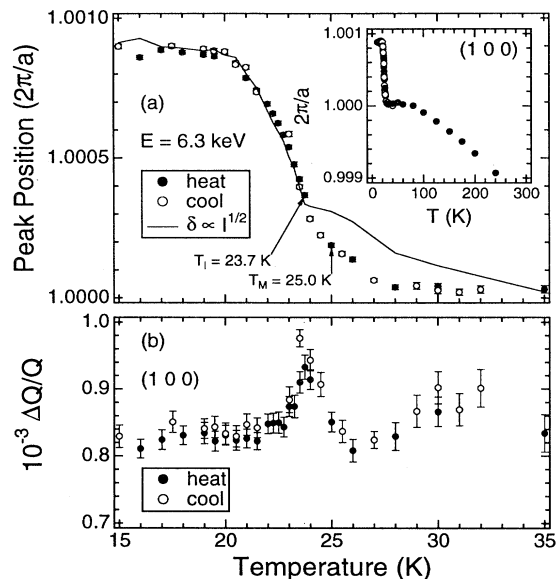 1.0010
1.0005
1.0000
Peak Position (2π/a)
(a)
E = 6.3 keV
● heat
○ cool
— δ ∝ I^1/2
T_I = 23.7 K
T_M = 25.0 K
(1 0 0)
2π/a
1.001
1.000
0.999
0 100 200 300
T (K)
(b)
(1 0 0)
1.0
0.9
0.8
0.7
10^-3 ΔQ/Q
● heat
○ cool
15 20 25 30 35
Temperature (K)